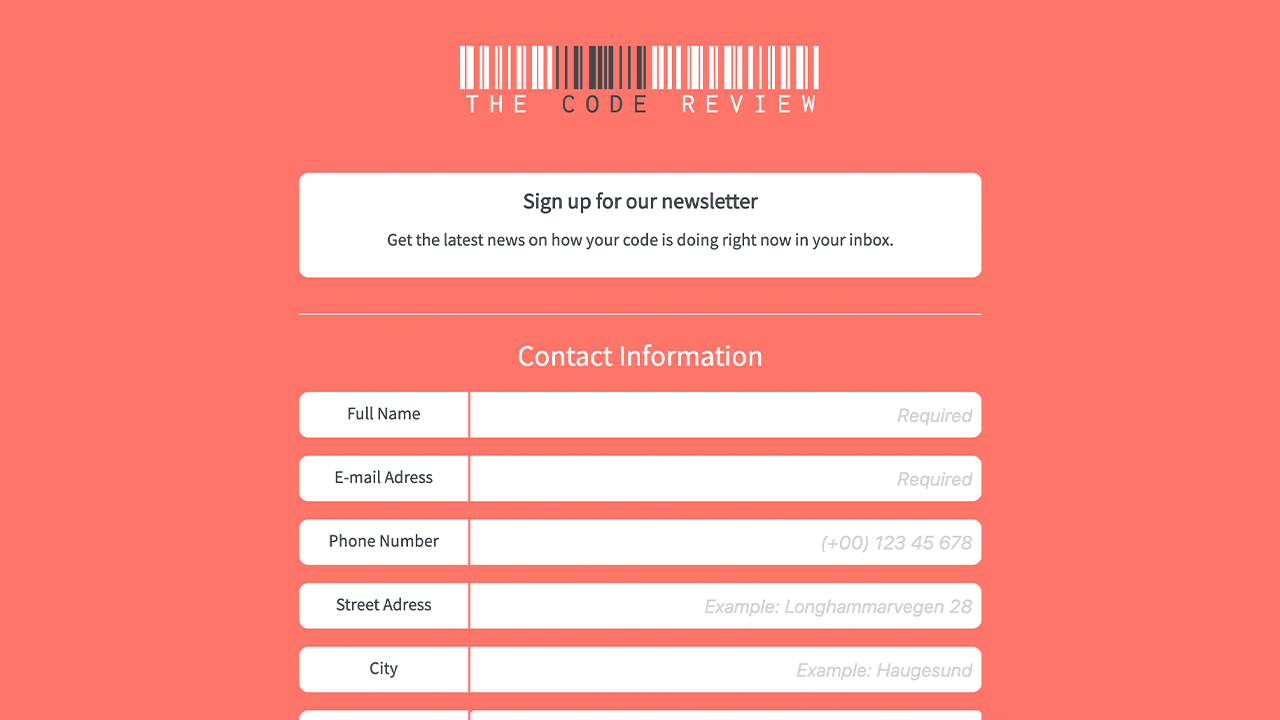 THE CODE REVIEW
Sign up for our newsletter
Get the latest news on how your code is doing right now in your inbox.
Contact Information
Full Name Required
E-mail Adress Required
Phone Number (+00) 123 45 678
Street Adress Example: Longhammarvegen 28
City Example: Haugesund